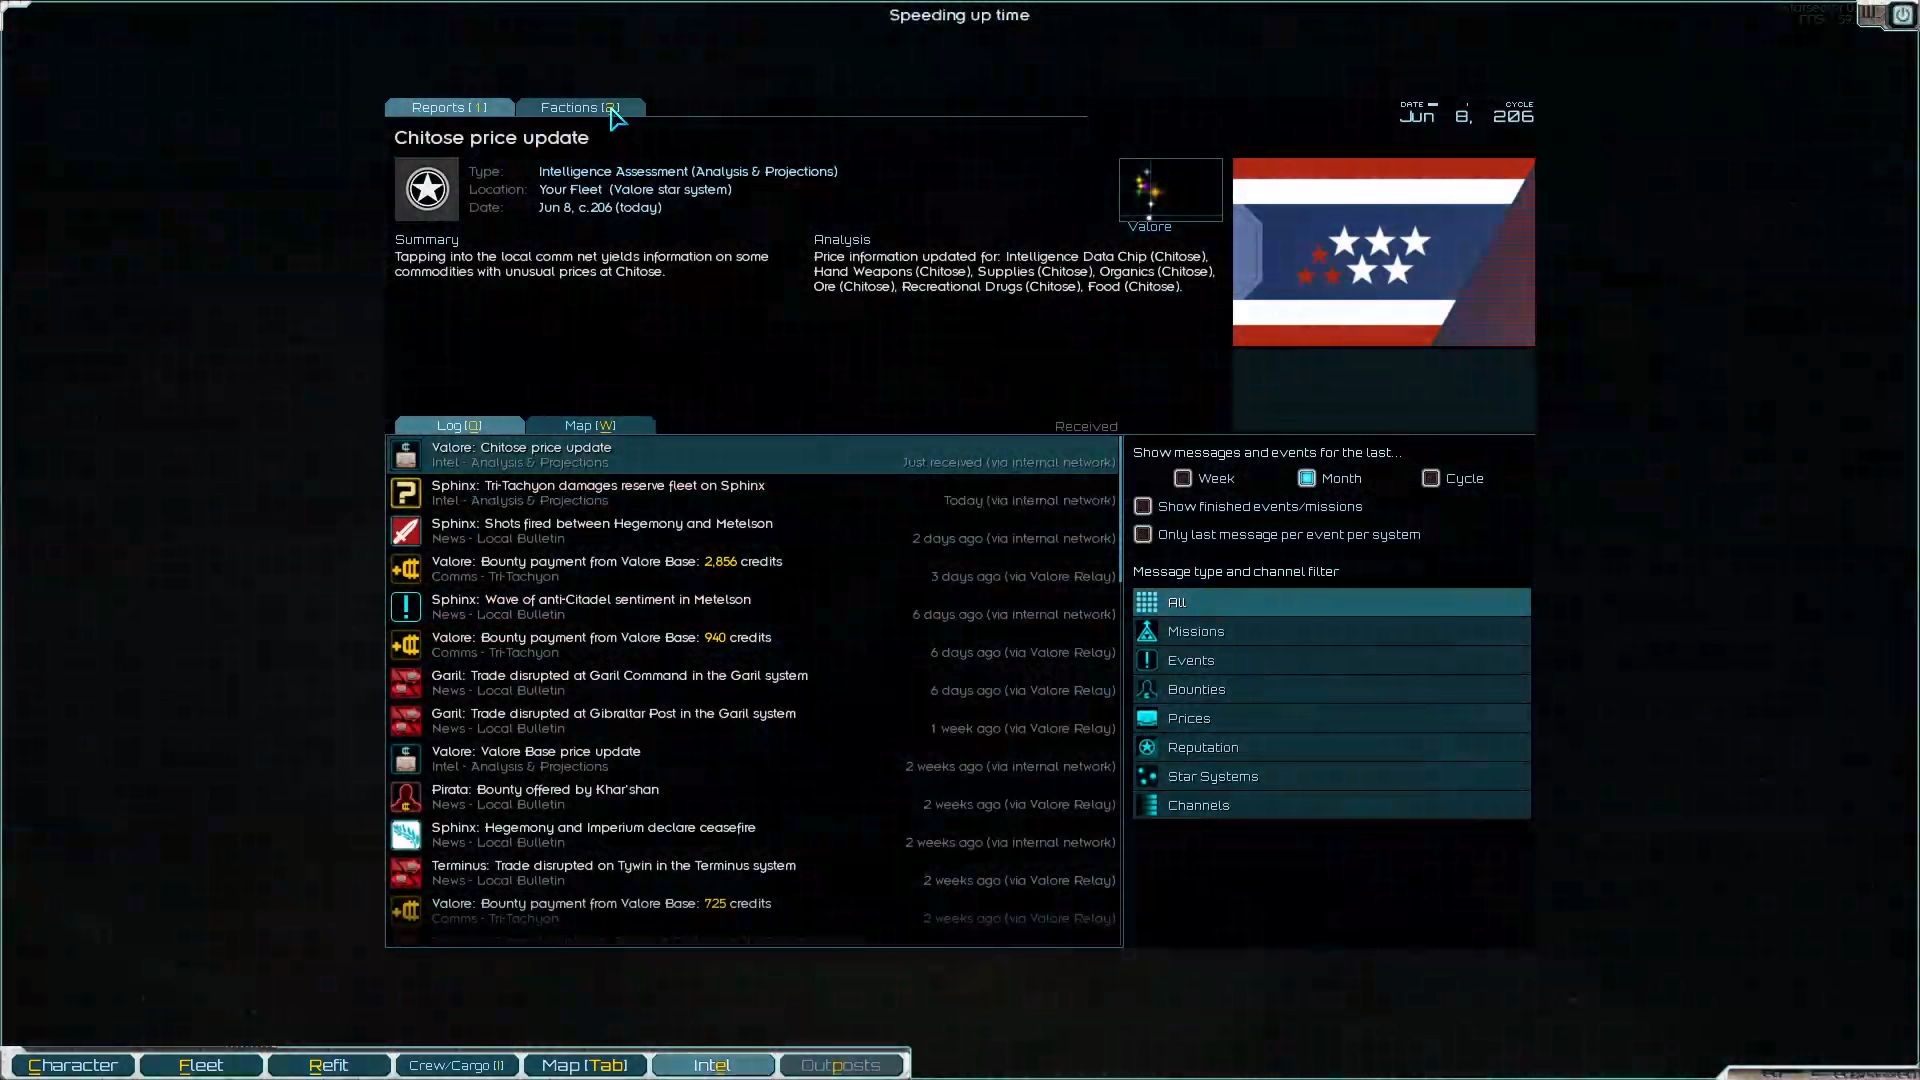 Speeding up time
Reports [1]
Factions [2]
DATE CYCLE
Jun 8, 206
Chitose price update
Type: Intelligence Assessment (Analysis & Projections)
Location: Your Fleet (Valore star system)
Date: Jun 8, c.206 (today)
Valore
Summary
Tapping into the local comm net yields information on some
commodities with unusual prices at Chitose.
Analysis
Price information updated for: Intelligence Data Chip (Chitose),
Hand Weapons (Chitose), Supplies (Chitose), Organics (Chitose),
Ore (Chitose), Recreational Drugs (Chitose), Food (Chitose).
Log [Q]
Map [W]
Received
Valore: Chitose price update
Intel - Analysis & Projections Just received (via internal network)
Sphinx: Tri-Tachyon damages reserve fleet on Sphinx
Intel - Analysis & Projections Today (via internal network)
Sphinx: Shots fired between Hegemony and Metelson
News - Local Bulletin 2 days ago (via internal network)
Valore: Bounty payment from Valore Base: 2,856 credits
Comms - Tri-Tachyon 3 days ago (via Valore Relay)
Sphinx: Wave of anti-Citadel sentiment in Metelson
News - Local Bulletin 6 days ago (via internal network)
Valore: Bounty payment from Valore Base: 940 credits
Comms - Tri-Tachyon 6 days ago (via Valore Relay)
Garil: Trade disrupted at Garil Command in the Garil system
News - Local Bulletin 6 days ago (via Valore Relay)
Garil: Trade disrupted at Gibraltar Post in the Garil system
News - Local Bulletin 1 week ago (via Valore Relay)
Valore: Valore Base price update
Intel - Analysis & Projections 2 weeks ago (via internal network)
Pirata: Bounty offered by Khar'shan
News - Local Bulletin 2 weeks ago (via Valore Relay)
Sphinx: Hegemony and Imperium declare ceasefire
News - Local Bulletin 2 weeks ago (via internal network)
Terminus: Trade disrupted on Tywin in the Terminus system
News - Local Bulletin 2 weeks ago (via Valore Relay)
Valore: Bounty payment from Valore Base: 725 credits
Comms - Tri-Tachyon 2 weeks ago (via Valore Relay)
Show messages and events for the last...
Week Month Cycle
Show finished events/missions
Only last message per event per system
Message type and channel filter
All
Missions
Events
Bounties
Prices
Reputation
Star Systems
Channels
Character
Fleet
Refit
Crew/Cargo [I]
Map [Tab]
Intel
Outposts